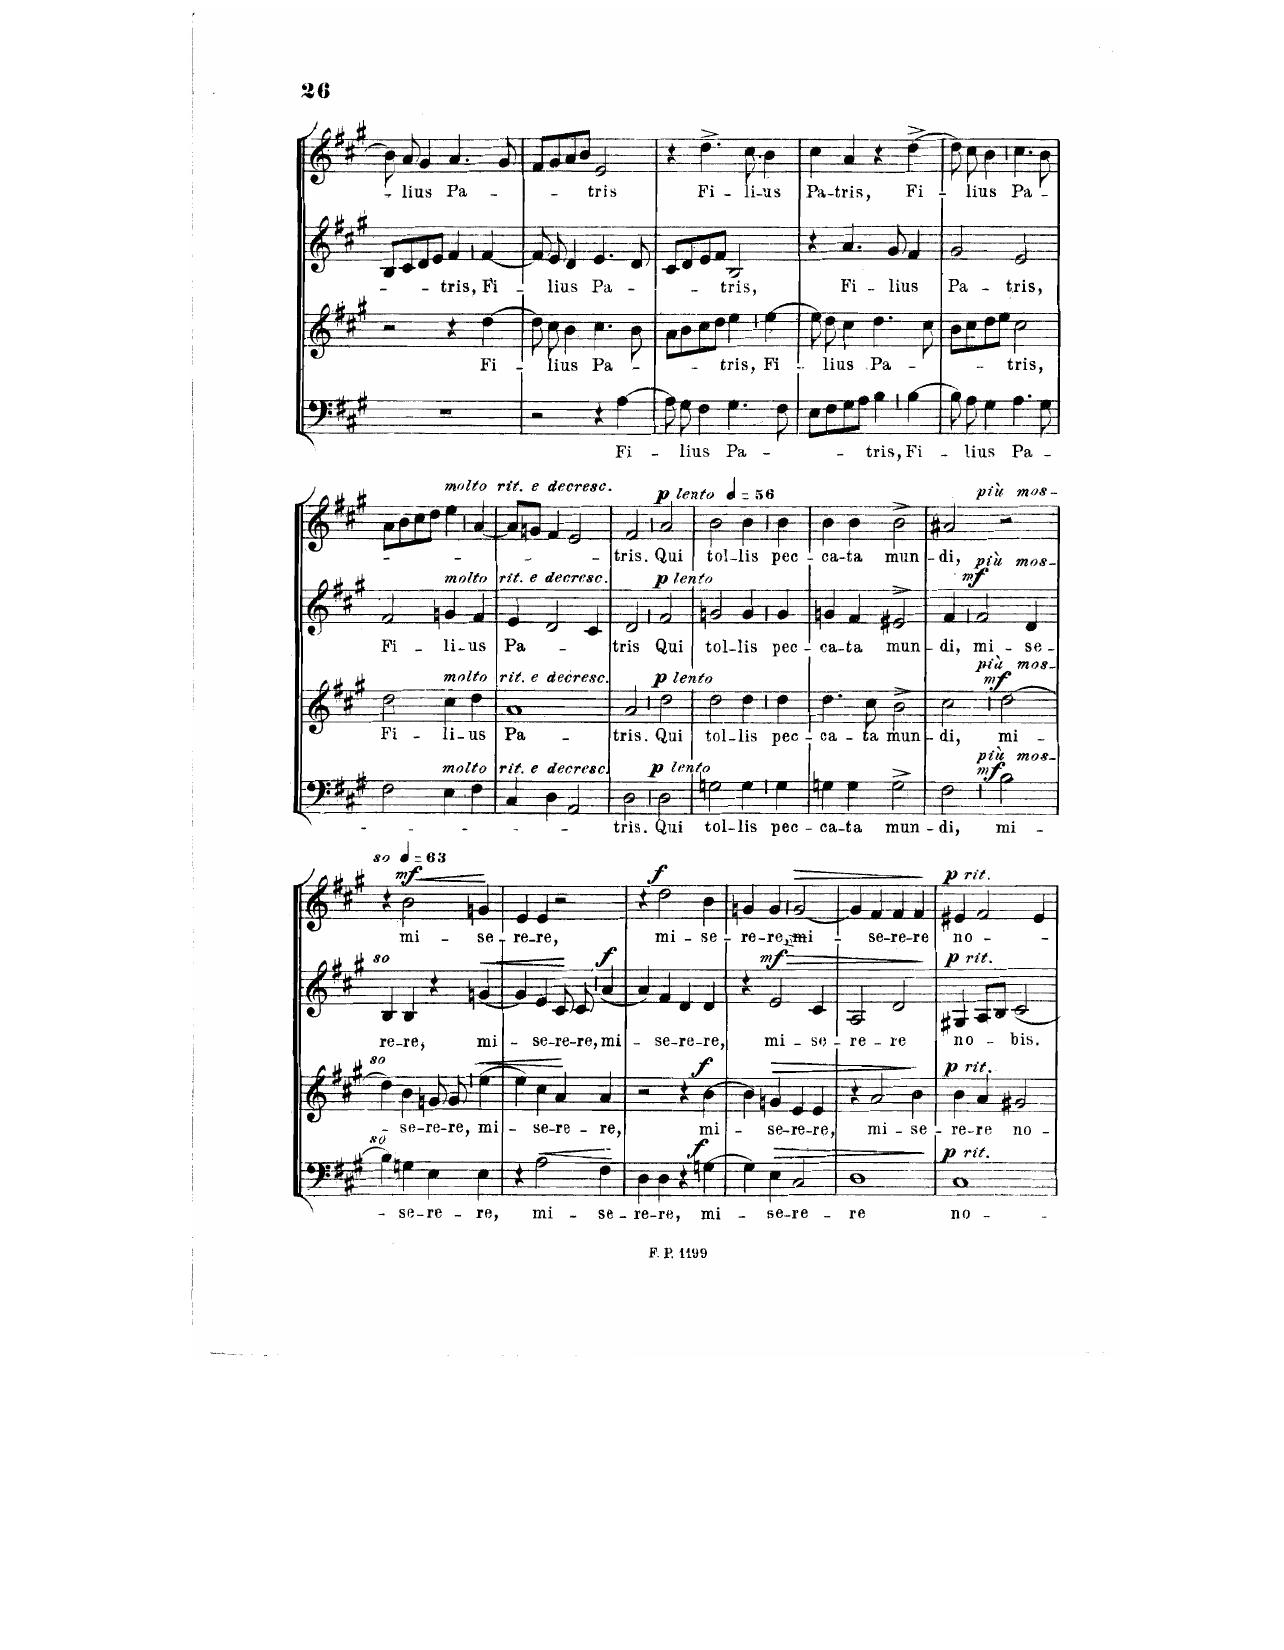 26
- lius Pa - - tris Fi - li-us Pa-tris, Fi - lius Pa -
- - tris, Fi - lius Pa - - tris, Fi - lius Pa - tris,
Fi - lius Pa - - tris, Fi - lius Pa - - tris,
Fi - lius Pa - - tris, Fi - lius Pa -
molto rit. e decresc. p lento ♩ = 56 più mos-
- - - - tris. Qui tol-lis pec - ca-ta mun - di,
molto rit. e decresc. p lento più mos- mf
Fi - li-us Pa - tris Qui tol-lis pec - ca-ta mun - di, mi - se -
molto rit. e decresc. p lento più mos- mf
Fi - li-us Pa - tris. Qui tol-lis pec - ca - ta mun - di, mi -
molto rit. e decresc. p lento più mos- mf
- - - - tris. Qui tol-lis pec - ca-ta mun - di, mi -
so ♩ = 63 mf f p rit.
mi - se - re-re, mi - se - re-re, mi - se-re-re no - -
so f mf p rit.
re-re, mi - se-re-re, mi - se-re-re, mi - se - re - re no - bis.
so f p rit.
- se-re-re, mi - se-re - re, mi - se-re-re, mi - se - re-re no -
so f p rit.
- se-re - re, mi - se - re-re, mi - se-re - re no - -
F. P. 1199